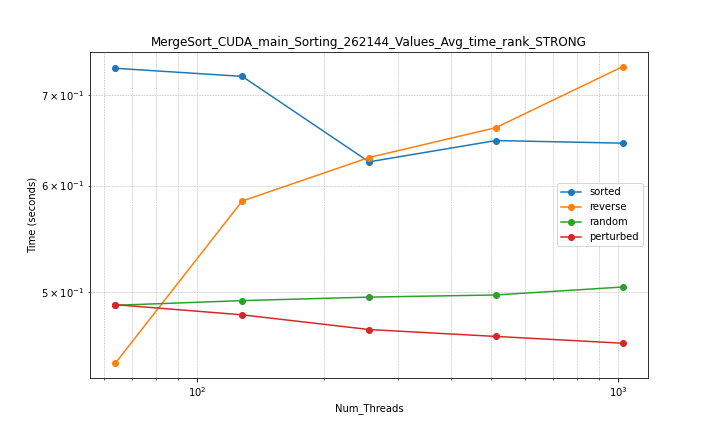 MergeSort_CUDA_main_Sorting_262144_Values_Avg_time_rank_STRONG
7 × 10⁻¹
6 × 10⁻¹
5 × 10⁻¹
Time (seconds)
sorted
reverse
random
perturbed
10²
10³
Num_Threads